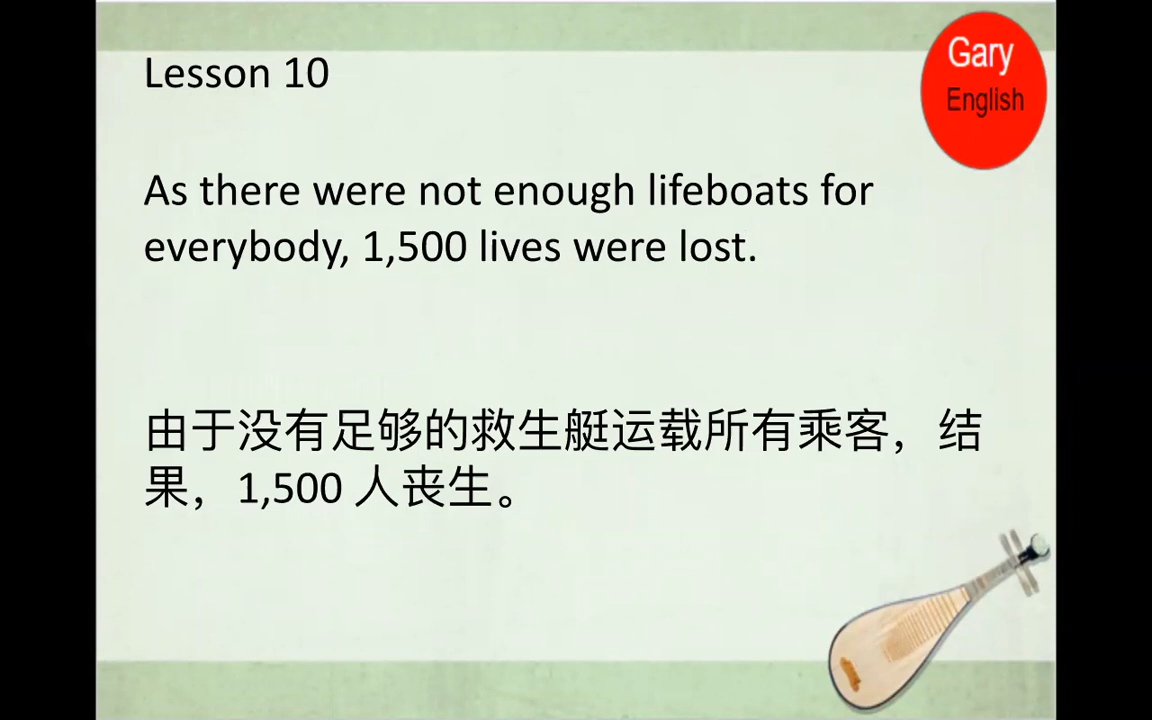 Lesson 10
Gary
English
As there were not enough lifeboats for
everybody, 1,500 lives were lost.
由于没有足够的救生艇运载所有乘客，结
果，1,500 人丧生。